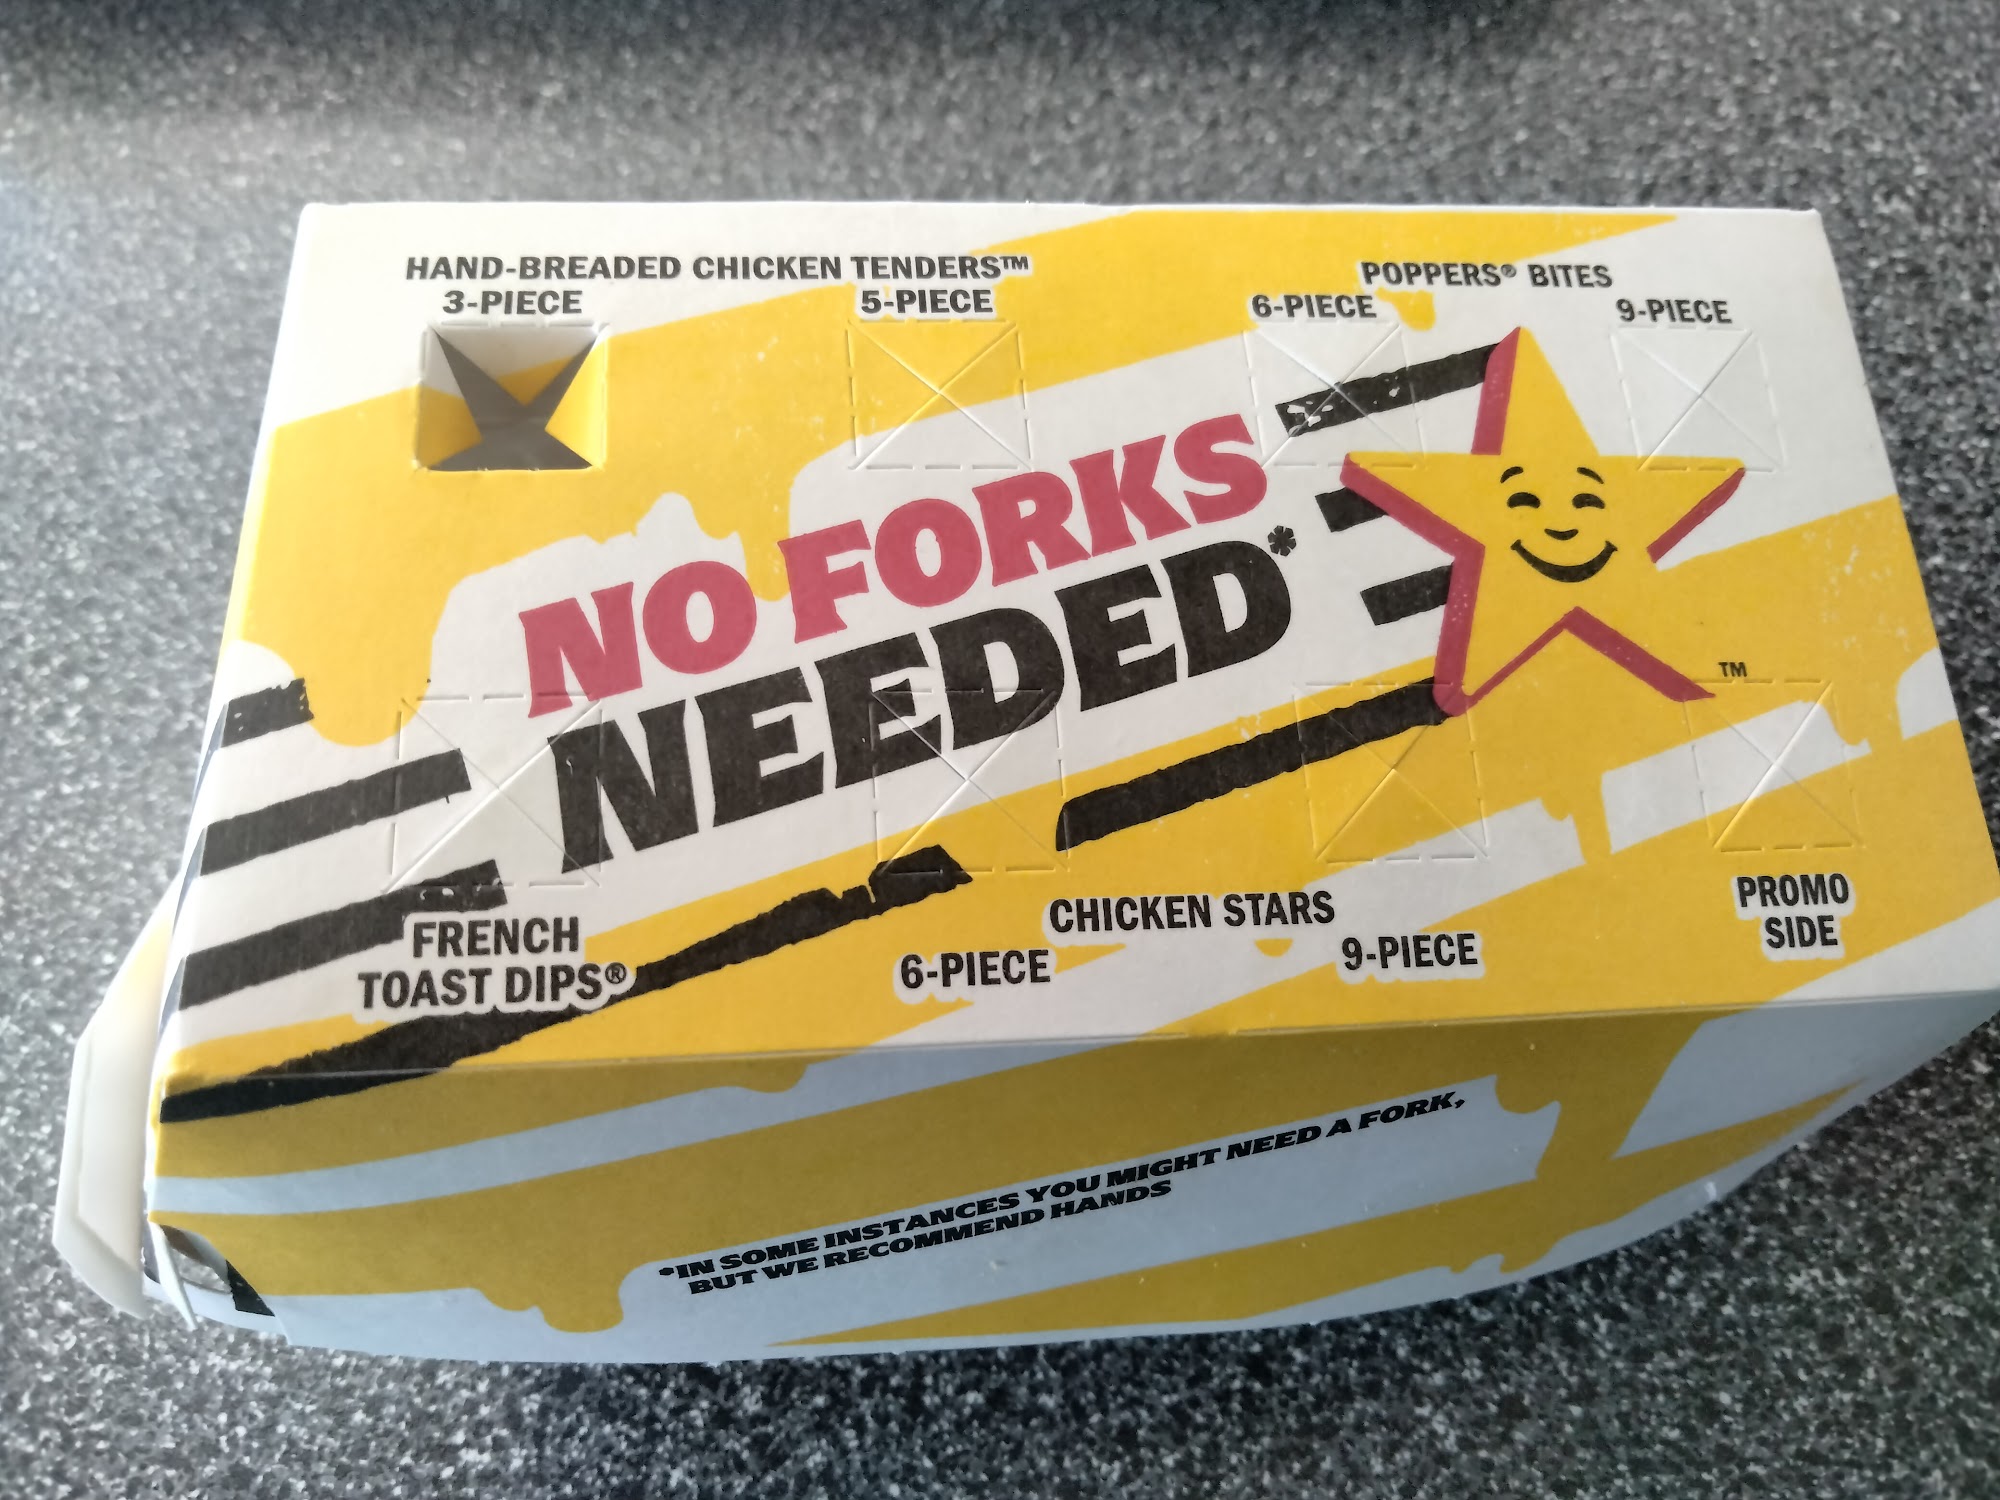 HAND-BREADED CHICKEN TENDERS™
3-PIECE 5-PIECE
POPPERS® BITES
6-PIECE 9-PIECE
NO FORKS
NEEDED*
TM
FRENCH
TOAST DIPS®
CHICKEN STARS
6-PIECE 9-PIECE
PROMO
SIDE
*IN SOME INSTANCES YOU MIGHT NEED A FORK,
BUT WE RECOMMEND HANDS